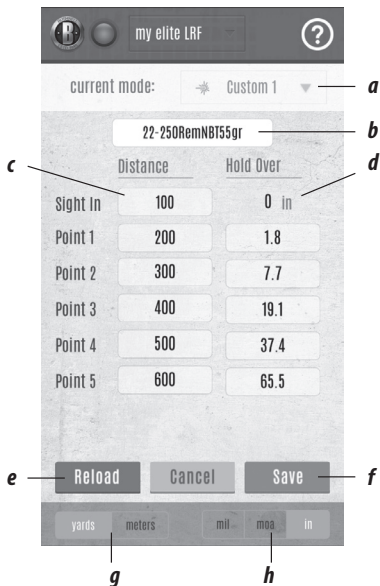 B my elite LRF ?
current mode: Custom 1 a
22-250RemNBT55gr b
c Distance Hold Over d
Sight In 100 0 in
Point 1 200 1.8
Point 2 300 7.7
Point 3 400 19.1
Point 4 500 37.4
Point 5 600 65.5
e Reload Cancel Save f
yards meters mil moa in
g h